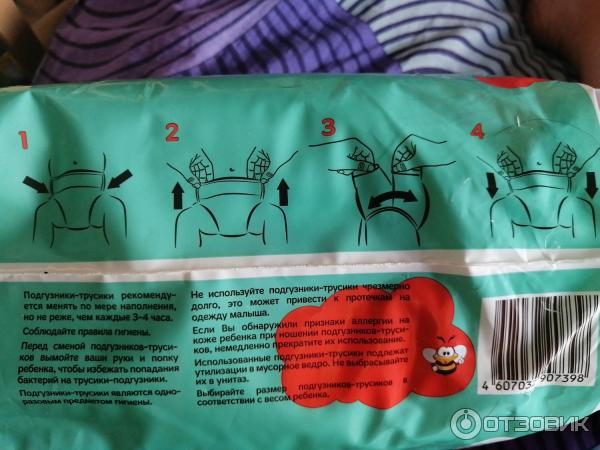 1
2
3
4
Подгузники-трусики рекоменду-
ется менять по мере наполнения,
но не реже, чем каждые 3-4 часа.
Соблюдайте правила гигиены.
Перед сменой подгузников-труси-
ков вымойте ваши руки и попку
ребенка, чтобы избежать попадания
бактерий на трусики-подгузники.
Подгузники-трусики являются одно-
разовым предметом гигиены.
Не используйте подгузники-трусики чрезмерно
долго, это может привести к протечкам на
одежду малыша.
Если Вы обнаружили признаки аллергии на
коже ребенка при ношении подгузников-труси-
ков, немедленно прекратите их использование.
Использованные подгузники-трусики подлежат
утилизации в мусорное ведро. Не выбрасывайте
их в унитаз.
Выбирайте размер подгузников-трусиков в
соответствии с весом ребенка.
907398
ОТЗОВИК